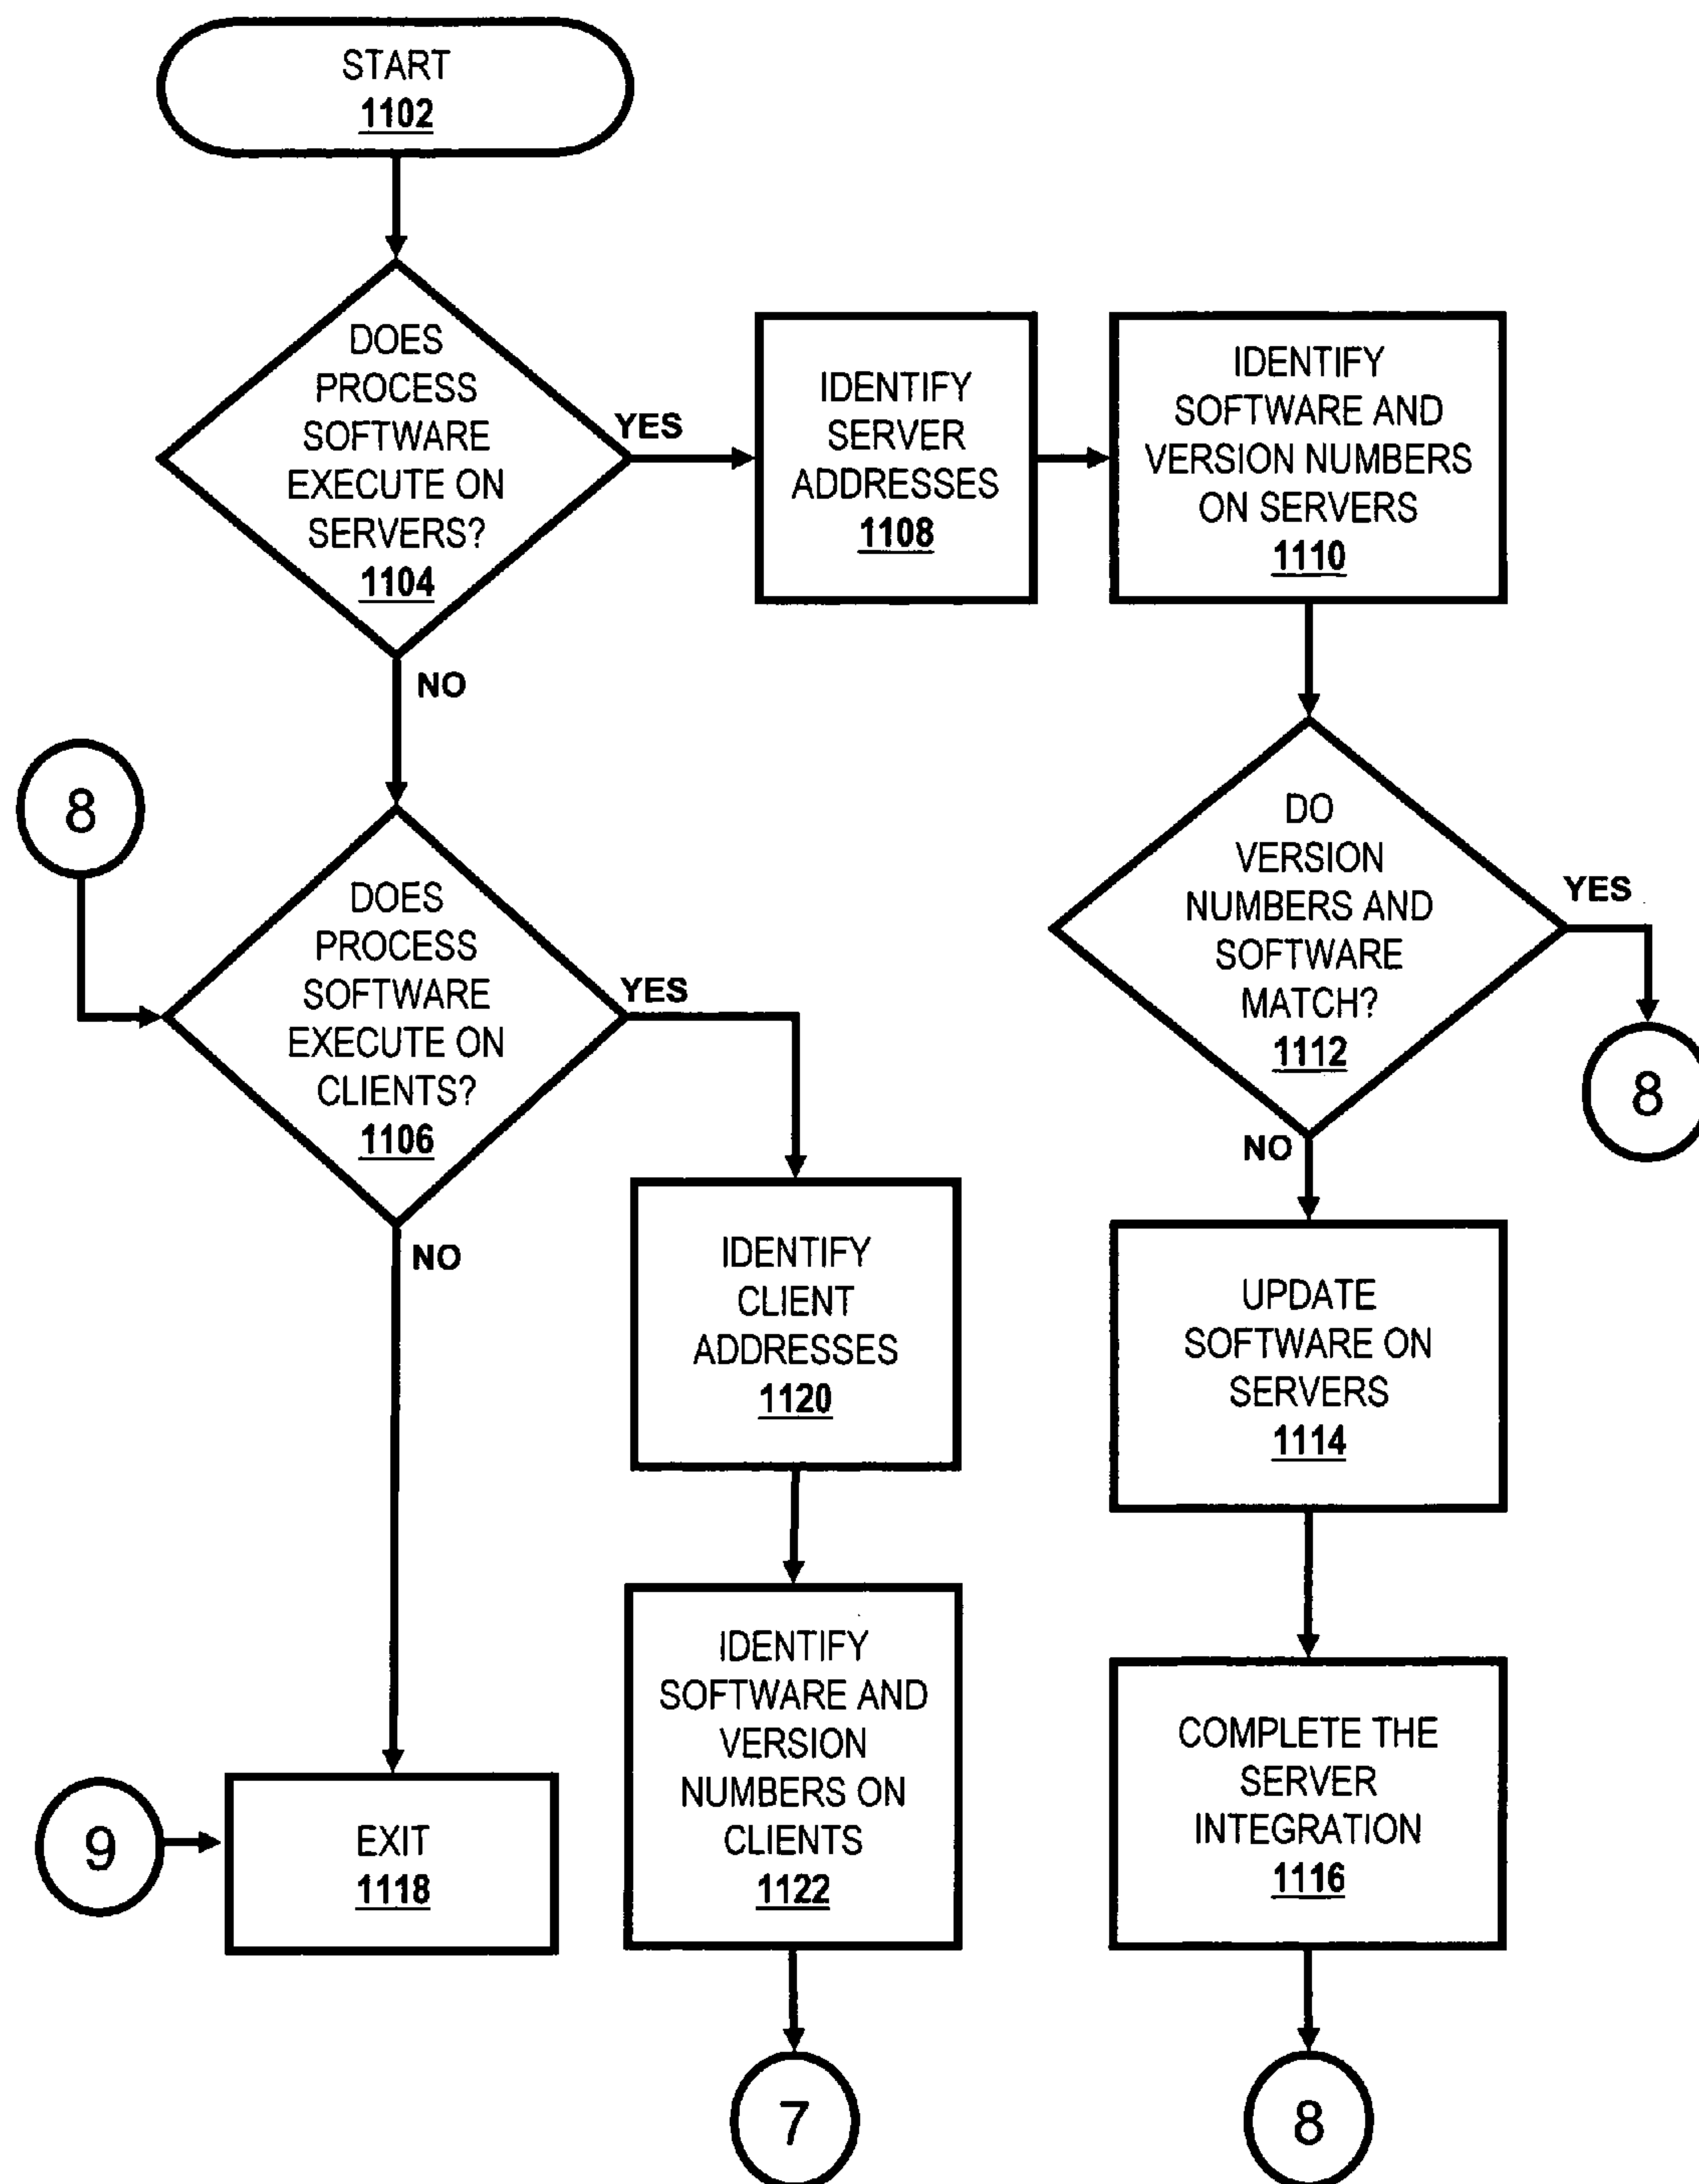 START
1102
DOES
PROCESS
SOFTWARE
EXECUTE ON
SERVERS?
1104
YES
NO
IDENTIFY
SERVER
ADDRESSES
1108
IDENTIFY
SOFTWARE AND
VERSION NUMBERS
ON SERVERS
1110
8
DOES
PROCESS
SOFTWARE
EXECUTE ON
CLIENTS?
1106
YES
NO
DO
VERSION
NUMBERS AND
SOFTWARE
MATCH?
1112
YES
8
NO
IDENTIFY
CLIENT
ADDRESSES
1120
UPDATE
SOFTWARE ON
SERVERS
1114
9
EXIT
1118
IDENTIFY
SOFTWARE AND
VERSION
NUMBERS ON
CLIENTS
1122
COMPLETE THE
SERVER
INTEGRATION
1116
7
8